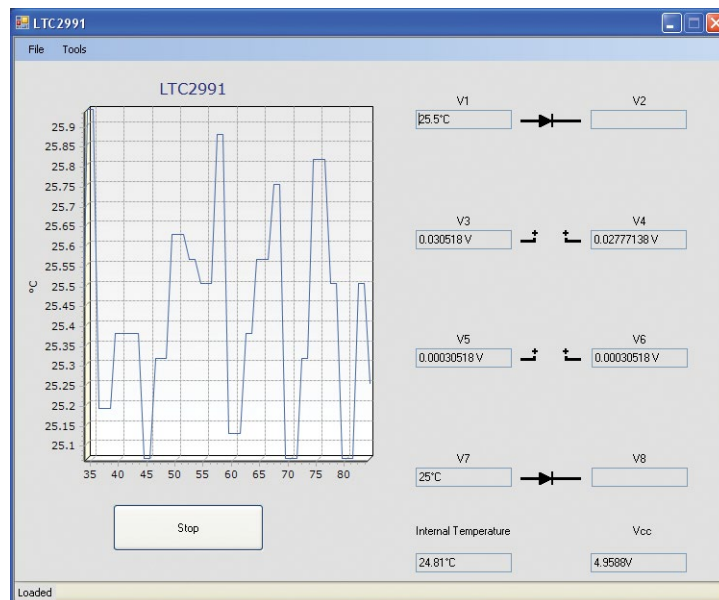 LTC2991
File Tools
LTC2991
°C
25.9
25.85
25.8
25.75
25.7
25.65
25.6
25.55
25.5
25.45
25.4
25.35
25.3
25.25
25.2
25.15
25.1
35 40 45 50 55 60 65 70 75 80
Stop
V1 V2
25.5°C
V3 V4
0.030518 V 0.02777138 V
V5 V6
0.00030518 V 0.00030518 V
V7 V8
25°C
Internal Temperature Vcc
24.81°C 4.9588V
Loaded